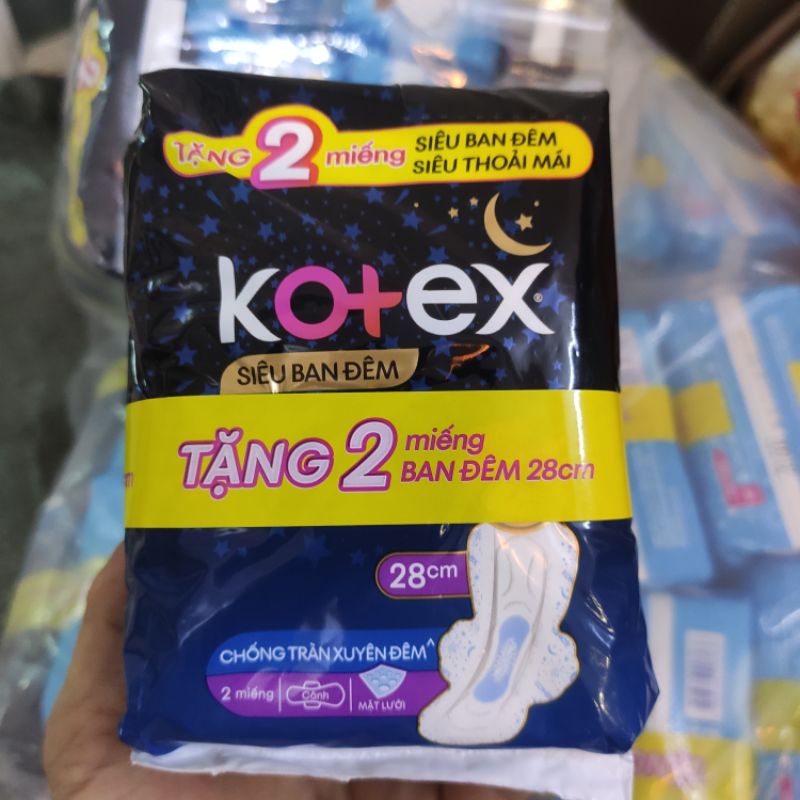 TẶNG 2 miếng SIÊU BAN ĐÊM
SIÊU THOẢI MÁI
kotex®
SIÊU BAN ĐÊM
TẶNG 2 miếng
BAN ĐÊM 28cm
28cm
CHỐNG TRÀN XUYÊN ĐÊM^
2 miếng
Cánh
MẶT LƯỚI